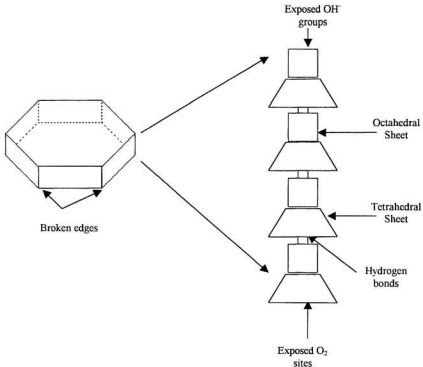 Exposed OH⁻
groups
Octahedral
Sheet
Tetrahedral
Sheet
Broken edges
Hydrogen
bonds
Exposed O₂
sites